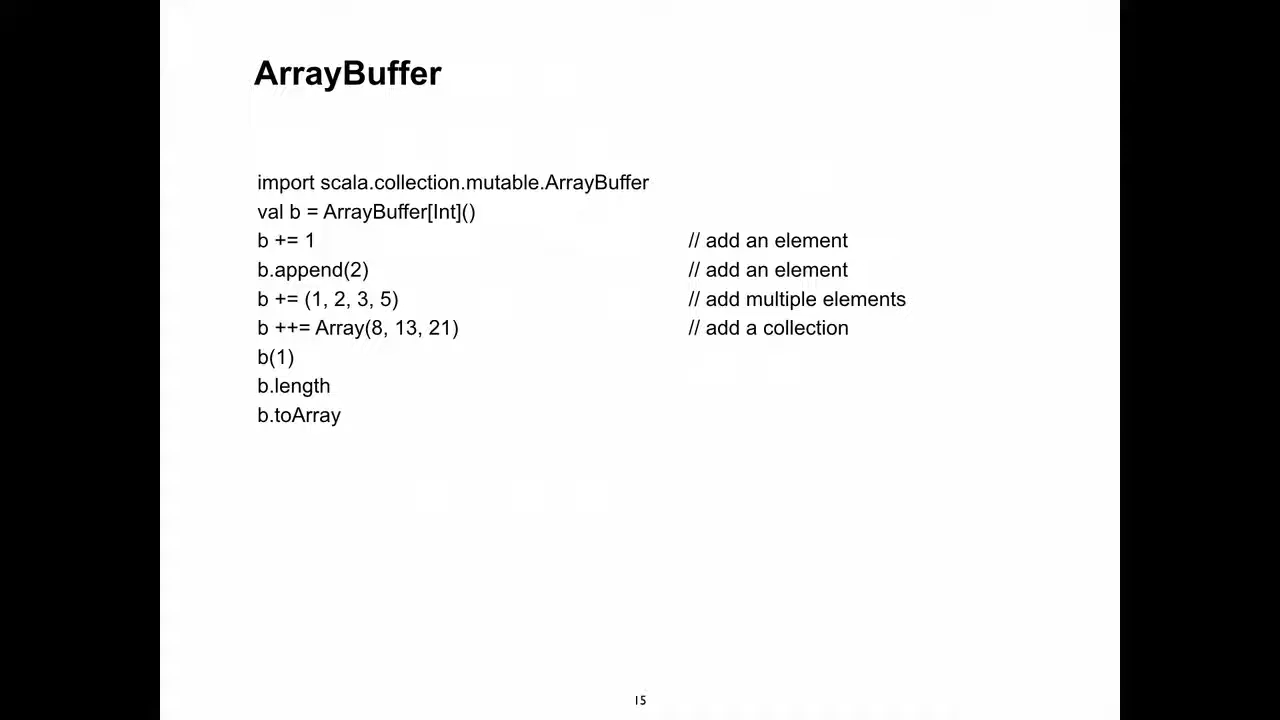 ArrayBuffer
import scala.collection.mutable.ArrayBuffer
val b = ArrayBuffer[Int]()
b += 1 // add an element
b.append(2) // add an element
b += (1, 2, 3, 5) // add multiple elements
b ++= Array(8, 13, 21) // add a collection
b(1)
b.length
b.toArray
15